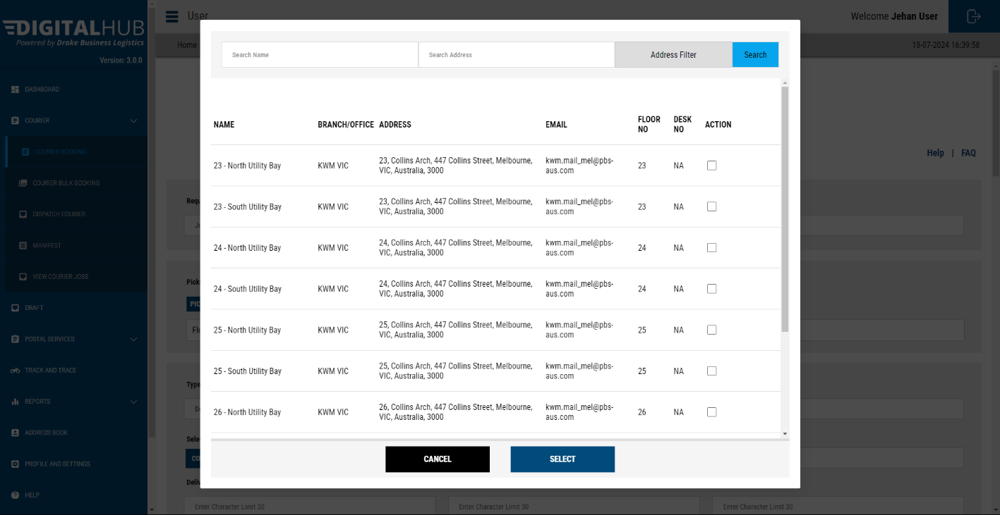 DIGITALHUB
Powered by Drake Business Logistics
Version: 3.0.0
DASHBOARD
COURIER
COURIER BOOKING
COURIER BULK BOOKING
DISPATCH COURIER
MANIFEST
VIEW COURIER JOBS
DRAFT
POSTAL SERVICES
TRACK AND TRACE
REPORTS
ADDRESS BOOK
PROFILE AND SETTINGS
HELP
User
Welcome Jehan User
Home
18-07-2024 16:39:58
Help | FAQ
Search Name
Search Address
Address Filter
Search
NAME BRANCH/OFFICE ADDRESS EMAIL FLOOR NO DESK NO ACTION
23 - North Utility Bay KWM VIC 23, Collins Arch, 447 Collins Street, Melbourne, kwm.mail_mel@pbs- 23 NA
VIC, Australia, 3000 aus.com
23 - South Utility Bay KWM VIC 23, Collins Arch, 447 Collins Street, Melbourne, kwm.mail_mel@pbs- 23 NA
VIC, Australia, 3000 aus.com
24 - North Utility Bay KWM VIC 24, Collins Arch, 447 Collins Street, Melbourne, kwm.mail_mel@pbs- 24 NA
VIC, Australia, 3000 aus.com
24 - South Utility Bay KWM VIC 24, Collins Arch, 447 Collins Street, Melbourne, kwm.mail_mel@pbs- 24 NA
VIC, Australia, 3000 aus.com
25 - North Utility Bay KWM VIC 25, Collins Arch, 447 Collins Street, Melbourne, kwm.mail_mel@pbs- 25 NA
VIC, Australia, 3000 aus.com
25 - South Utility Bay KWM VIC 25, Collins Arch, 447 Collins Street, Melbourne, kwm.mail_mel@pbs- 25 NA
VIC, Australia, 3000 aus.com
26 - North Utility Bay KWM VIC 26, Collins Arch, 447 Collins Street, Melbourne, kwm.mail_mel@pbs- 26 NA
VIC, Australia, 3000 aus.com
CANCEL
SELECT
Type
Enter Character Limit 30
Enter Character Limit 30
Enter Character Limit 30